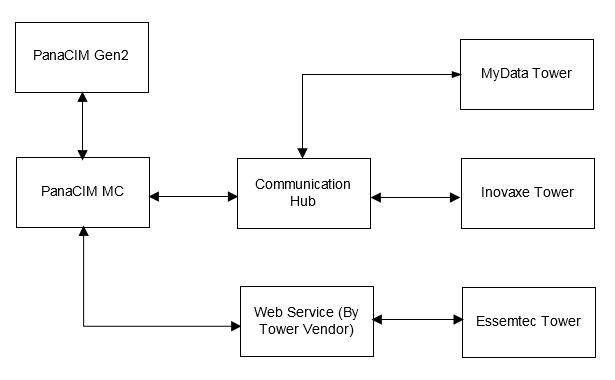 PanaCIM Gen2
MyData Tower
PanaCIM MC
Communication
Hub
Inovaxe Tower
Web Service (By
Tower Vendor)
Essemtec Tower